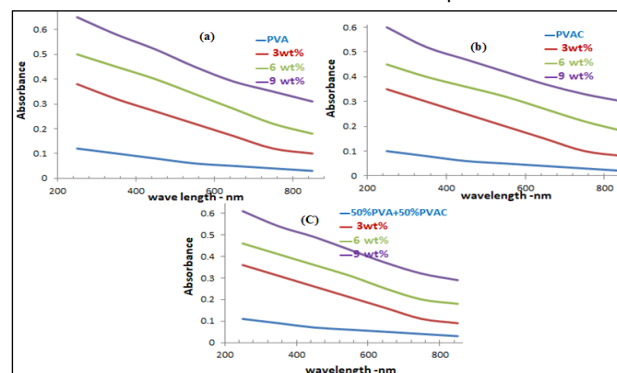 (a)
PVA
3wt%
6 wt%
9 wt%
Absorbance
0.6
0.5
0.4
0.3
0.2
0.1
0
200 400 600 800
wave length -nm
(b)
PVAC
3wt%
6 wt%
9 wt%
Absorbance
0.6
0.5
0.4
0.3
0.2
0.1
0
200 400 600 800
wavelength-nm
(C)
50%PVA+50%PVAC
3wt%
6 wt%
9 wt%
Absorbance
0.6
0.5
0.4
0.3
0.2
0.1
0
200 400 600 800
wavelength-nm